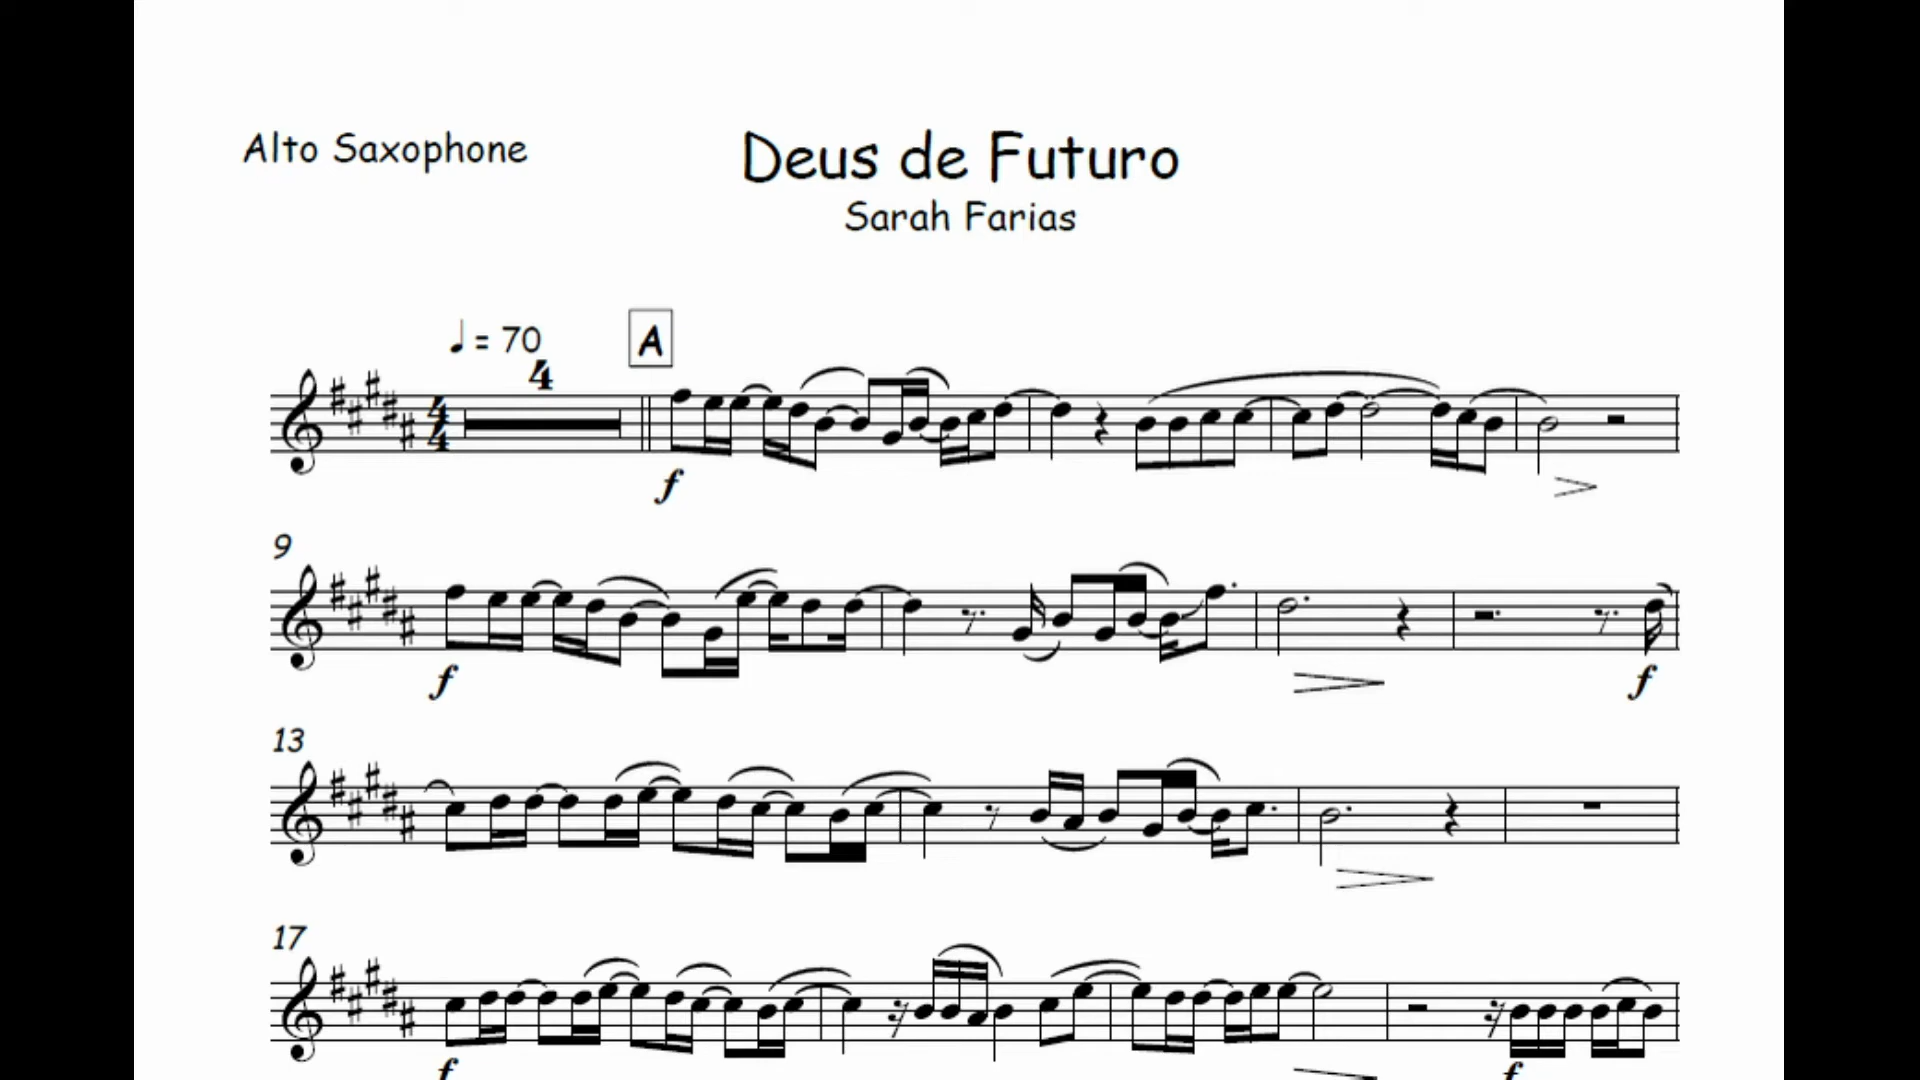 Alto Saxophone
Deus de Futuro
Sarah Farias
♩ = 70
A
4
4
4
f
9
f
f
13
17
f
f